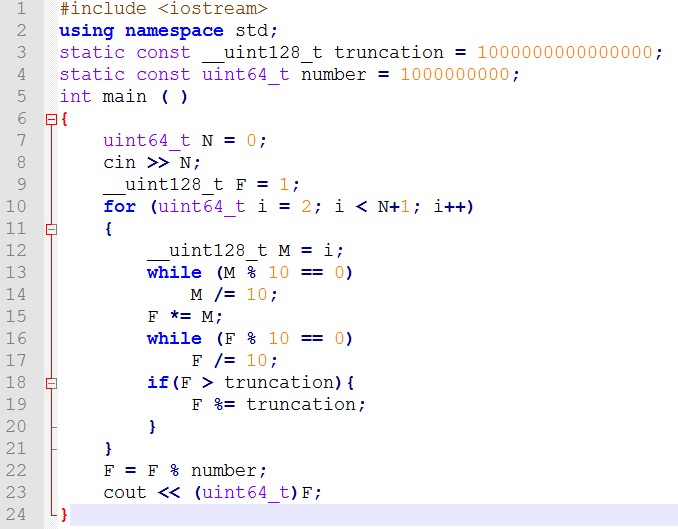 1 #include <iostream>
2 using namespace std;
3 static const __uint128_t truncation = 1000000000000000;
4 static const uint64_t number = 1000000000;
5 int main ( )
6 {
7 uint64_t N = 0;
8 cin >> N;
9 __uint128_t F = 1;
10 for (uint64_t i = 2; i < N+1; i++)
11 {
12 __uint128_t M = i;
13 while (M % 10 == 0)
14 M /= 10;
15 F *= M;
16 while (F % 10 == 0)
17 F /= 10;
18 if(F > truncation){
19 F %= truncation;
20 }
21 }
22 F = F % number;
23 cout << (uint64_t)F;
24 }